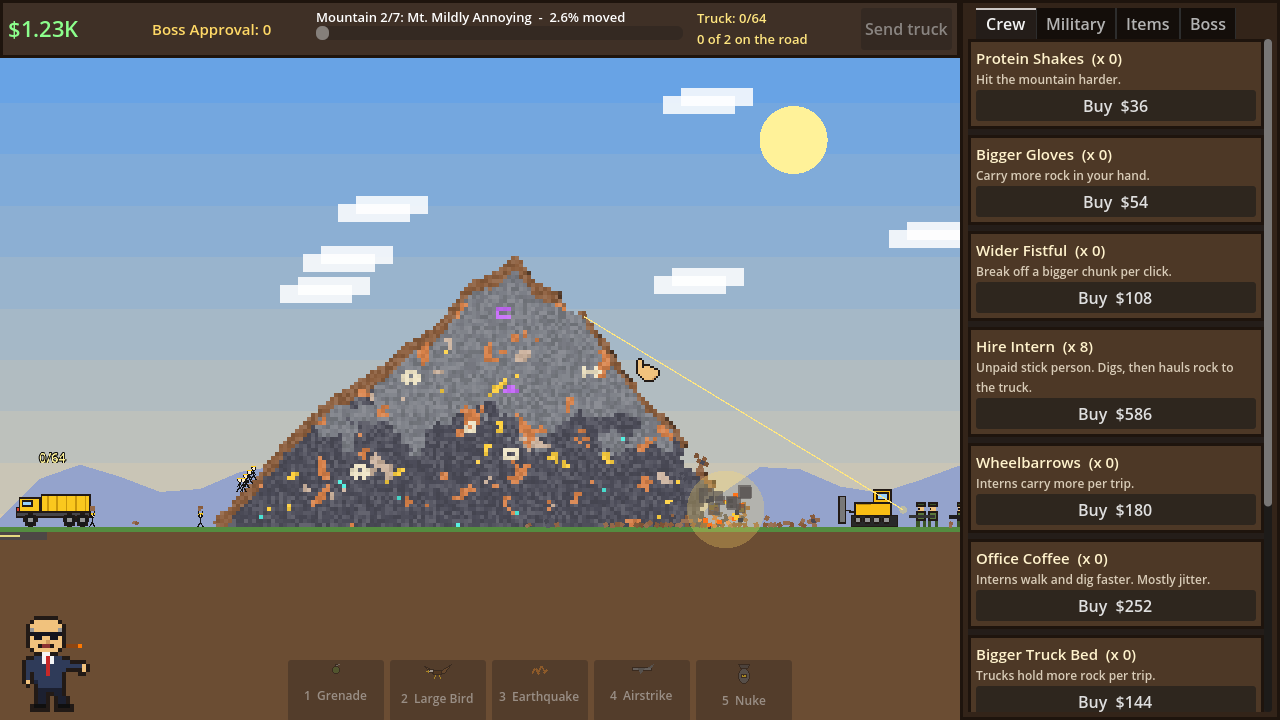 $1.23K
Boss Approval: 0
Mountain 2/7: Mt. Mildly Annoying  -  2.6% moved
Truck: 0/64
0 of 2 on the road
Send truck
Crew
Military
Items
Boss
Protein Shakes  (x 0)
Hit the mountain harder.
Buy  $36
Bigger Gloves  (x 0)
Carry more rock in your hand.
Buy  $54
Wider Fistful  (x 0)
Break off a bigger chunk per click.
Buy  $108
Hire Intern  (x 8)
Unpaid stick person. Digs, then hauls rock to
the truck.
Buy  $586
Wheelbarrows  (x 0)
Interns carry more per trip.
Buy  $180
Office Coffee  (x 0)
Interns walk and dig faster. Mostly jitter.
Buy  $252
Bigger Truck Bed  (x 0)
Trucks hold more rock per trip.
Buy  $144
0/64
1  Grenade
2  Large Bird
3  Earthquake
4  Airstrike
5  Nuke